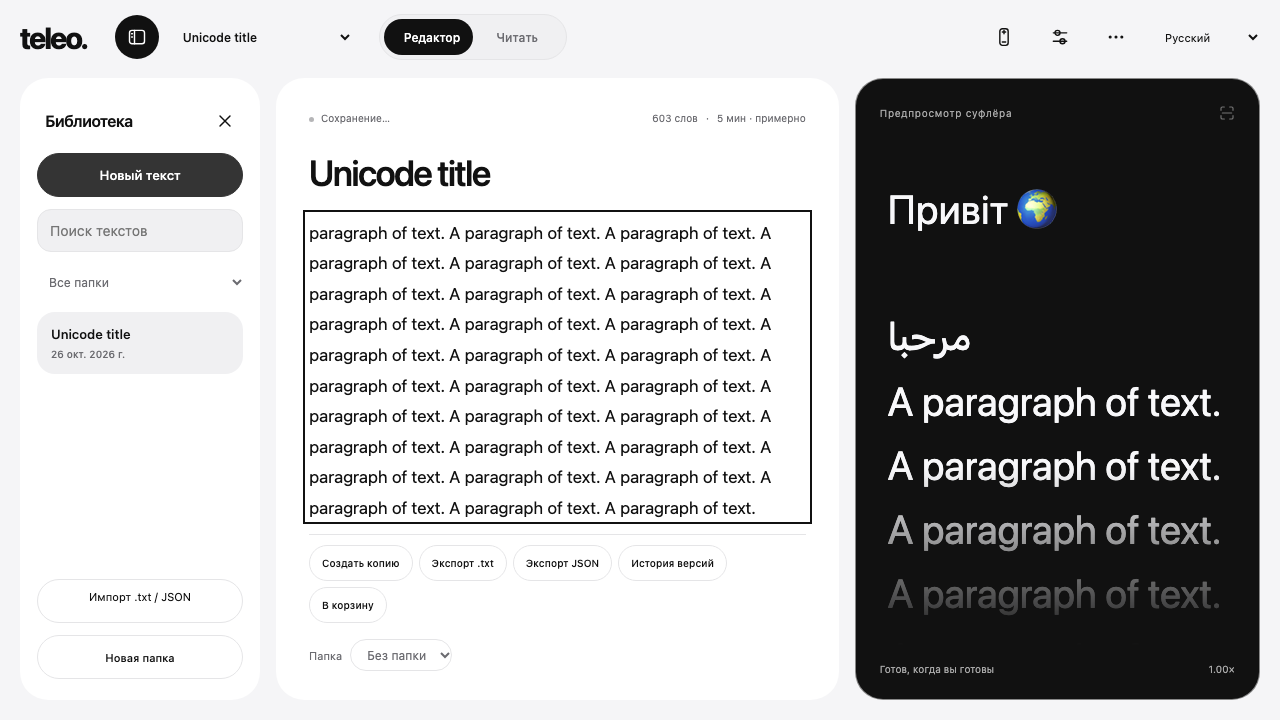 teleo.
Unicode title
Редактор
Читать
Русский
Библиотека
Новый текст
Поиск текстов
Все папки
Unicode title
26 окт. 2026 г.
Импорт .txt / JSON
Новая папка
Сохранение...
603 слов · 5 мин · примерно
Unicode title
paragraph of text. A paragraph of text. A paragraph of text. A
paragraph of text. A paragraph of text. A paragraph of text. A
paragraph of text. A paragraph of text. A paragraph of text. A
paragraph of text. A paragraph of text. A paragraph of text. A
paragraph of text. A paragraph of text. A paragraph of text. A
paragraph of text. A paragraph of text. A paragraph of text. A
paragraph of text. A paragraph of text. A paragraph of text. A
paragraph of text. A paragraph of text. A paragraph of text. A
paragraph of text. A paragraph of text. A paragraph of text. A
paragraph of text. A paragraph of text. A paragraph of text.
Создать копию
Экспорт .txt
Экспорт JSON
История версий
В корзину
Папка
Без папки
Предпросмотр суфлёра
Привіт 🌍
مرحبا
A paragraph of text.
A paragraph of text.
A paragraph of text.
A paragraph of text.
Готов, когда вы готовы
1.00×